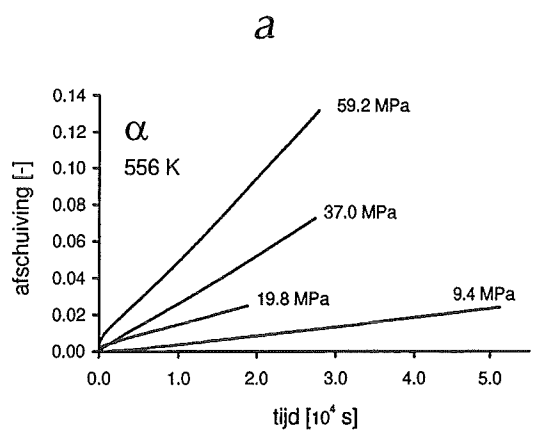 a
0.14
0.12
0.10
0.08
0.06
0.04
0.02
0.00
afschuiving [-]
α
556 K
59.2 MPa
37.0 MPa
19.8 MPa
9.4 MPa
0.0 1.0 2.0 3.0 4.0 5.0
tijd [10⁴ s]